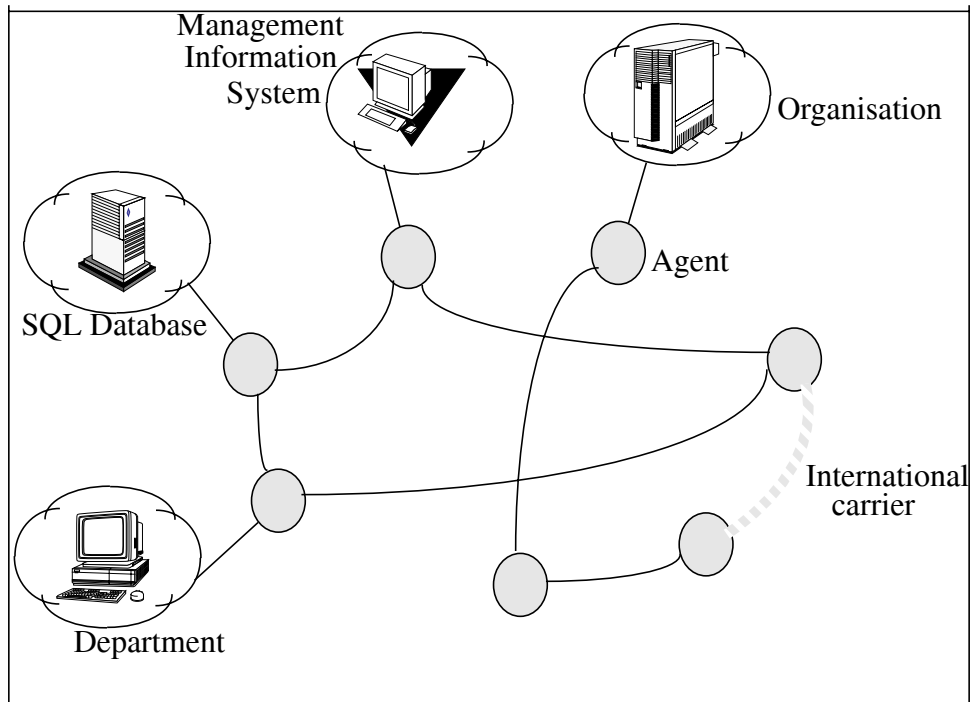 Management
Information
System
Organisation
Agent
SQL Database
International
carrier
Department